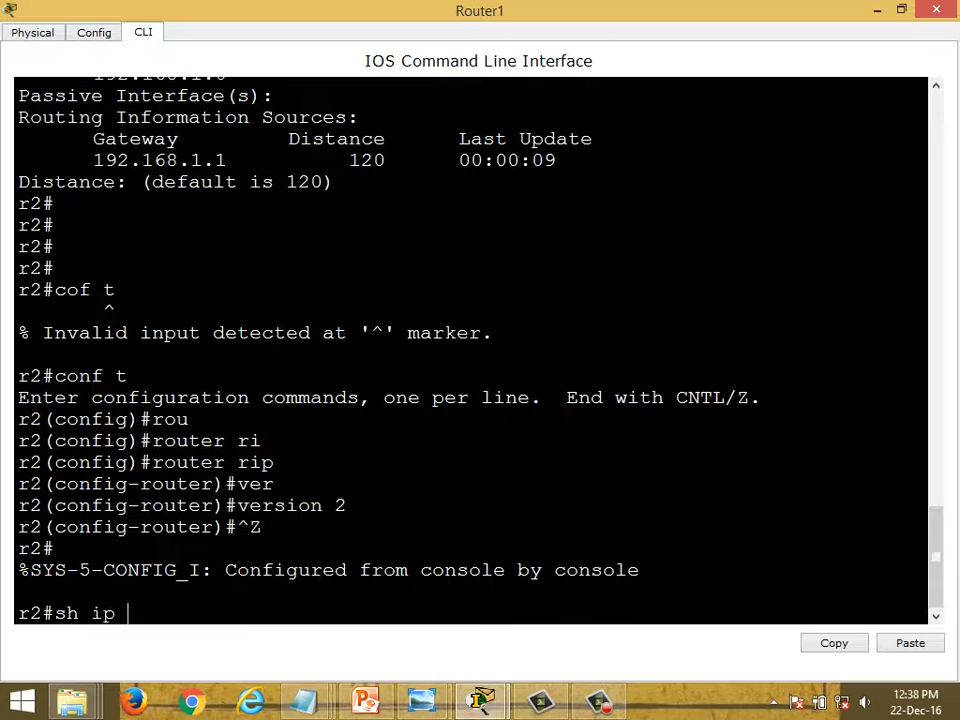 Router1
Physical Config CLI
IOS Command Line Interface
Passive Interface(s):
Routing Information Sources:
Gateway Distance Last Update
192.168.1.1 120 00:00:09
Distance: (default is 120)
r2#
r2#
r2#
r2#
r2#cof t
^
% Invalid input detected at '^' marker.
r2#conf t
Enter configuration commands, one per line. End with CNTL/Z.
r2(config)#rou
r2(config)#router ri
r2(config)#router rip
r2(config-router)#ver
r2(config-router)#version 2
r2(config-router)#^Z
r2#
%SYS-5-CONFIG_I: Configured from console by console
r2#sh ip
Copy Paste
12:38 PM
22-Dec-16